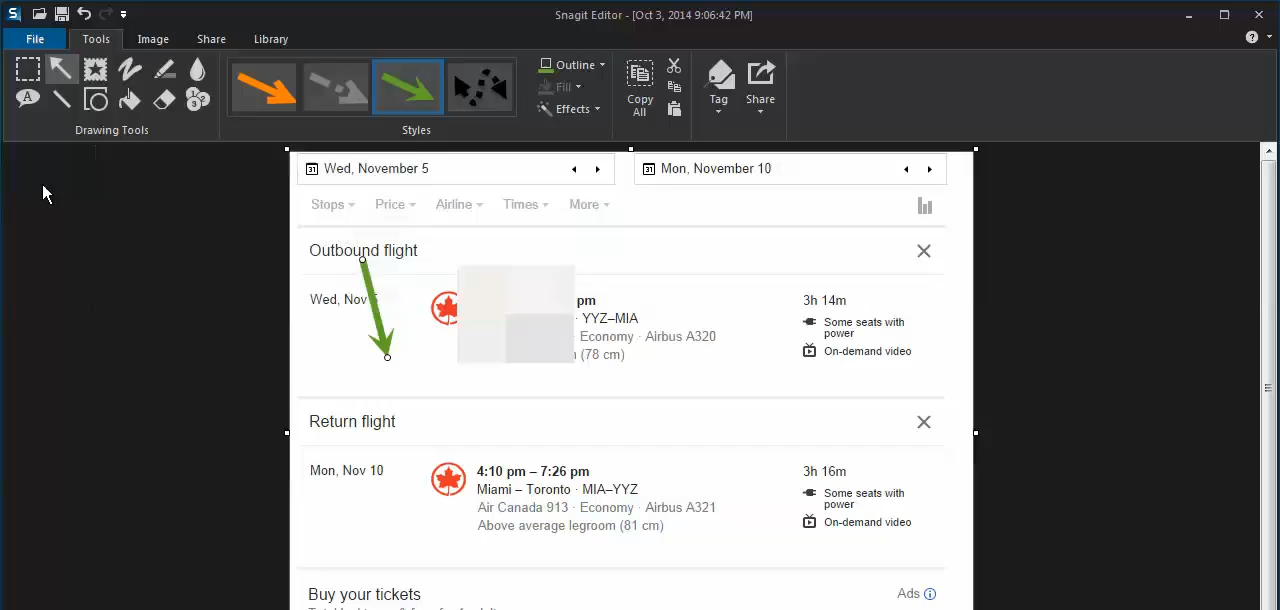 Snagit Editor - [Oct 3, 2014 9:06:42 PM]
File Tools Image Share Library
Outline
Fill
Effects
Copy All
Tag
Share
Drawing Tools
Styles
Wed, November 5
Mon, November 10
Stops Price Airline Times More
Outbound flight
Wed, Nov
pm
3h 14m
· YYZ–MIA
Some seats with
power
Economy · Airbus A320
(78 cm)
On-demand video
Return flight
Mon, Nov 10
4:10 pm – 7:26 pm
3h 16m
Miami – Toronto · MIA–YYZ
Some seats with
power
Air Canada 913 · Economy · Airbus A321
Above average legroom (81 cm)
On-demand video
Buy your tickets
Ads